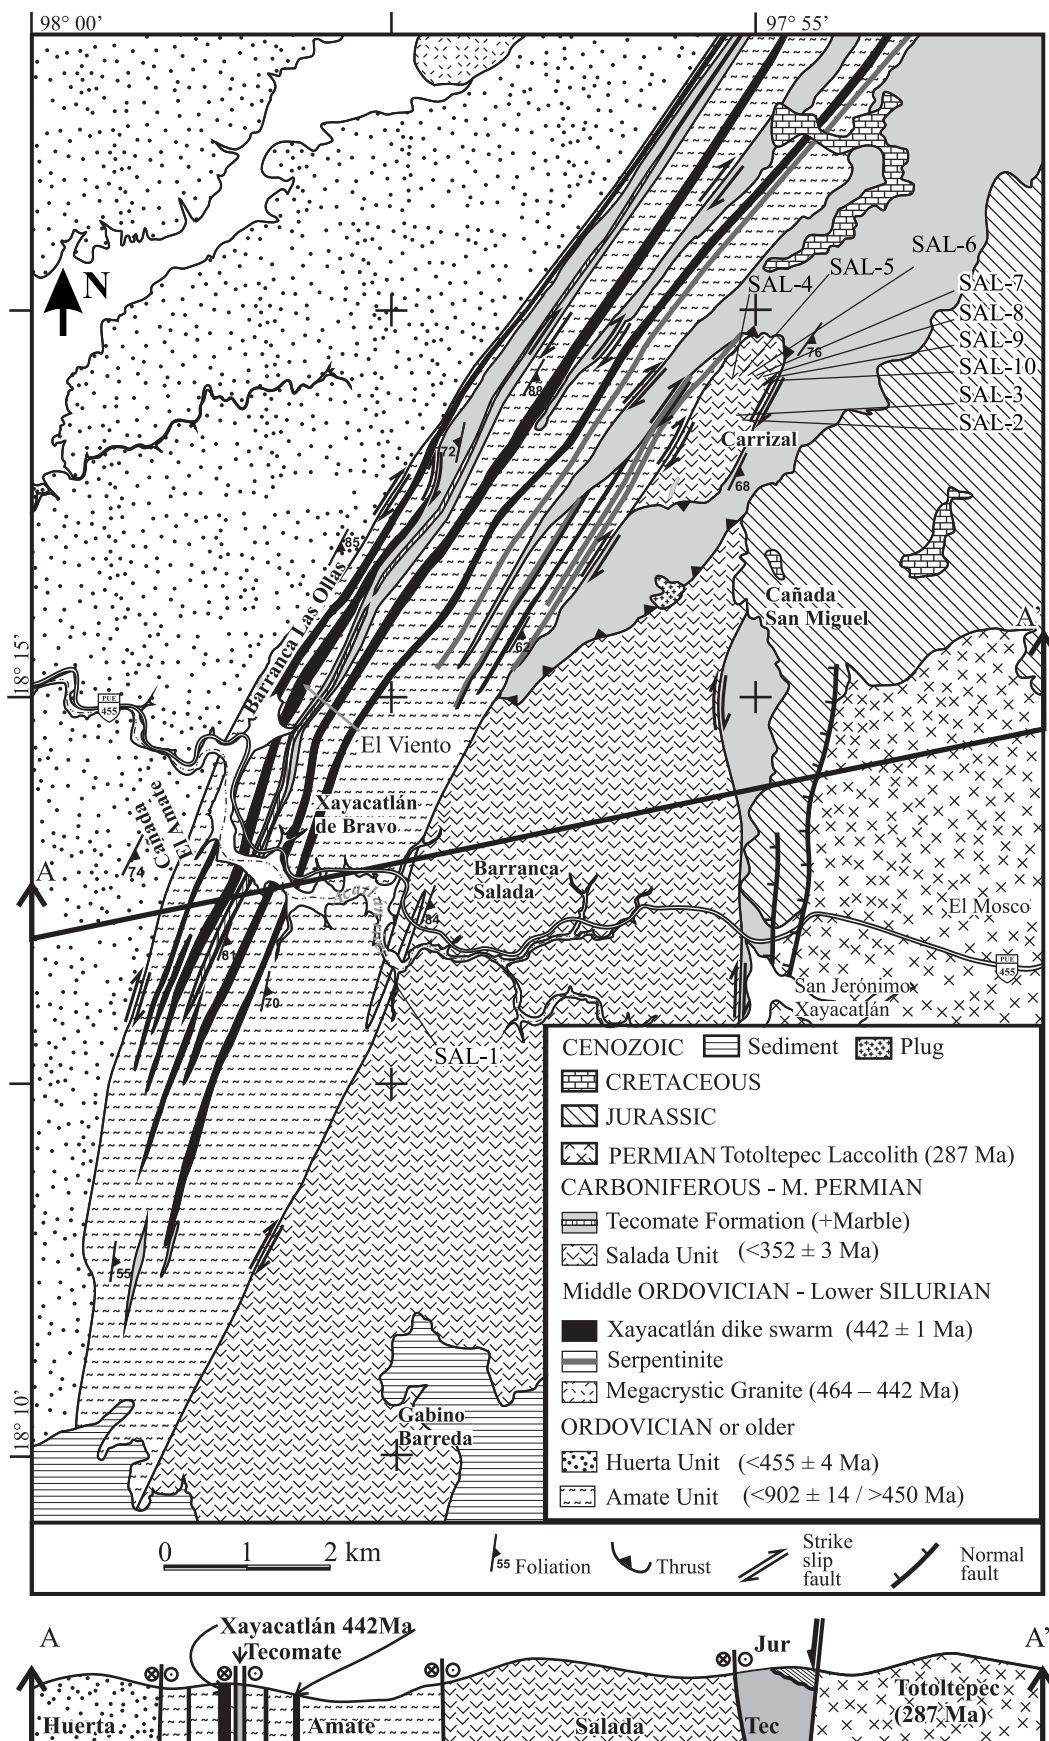 98° 00’
97° 55’
N
SAL-6
SAL-5
SAL-4
SAL-7
SAL-8
SAL-9
SAL-10
SAL-3
SAL-2
76
88
Carrizal
72
68
85
Barranca Las Ollas
Cañada
San Miguel
A’
62
18° 15’
PUE
455
El Viento
Xayacatlán
de Bravo
Cañada
El Amate
74
A
Barranca
Salada
84
El Mosco
81
PUE
455
70
San Jerónimo
Xayacatlán
SAL-1
55
18° 10’
Gabino
Barreda
CENOZOIC Sediment Plug
CRETACEOUS
JURASSIC
PERMIAN Totoltepec Laccolith (287 Ma)
CARBONIFEROUS - M. PERMIAN
Tecomate Formation (+Marble)
Salada Unit (<352 ± 3 Ma)
Middle ORDOVICIAN - Lower SILURIAN
Xayacatlán dike swarm (442 ± 1 Ma)
Serpentinite
Megacrystic Granite (464 – 442 Ma)
ORDOVICIAN or older
Huerta Unit (<455 ± 4 Ma)
Amate Unit (<902 ± 14 / >450 Ma)
0 1 2 km
55 Foliation
Thrust
Strike
slip
fault
Normal
fault
A
Xayacatlán 442Ma
Tecomate
Jur
A’
Huerta
Amate
Salada
Tec
Totoltepec
(287 Ma)